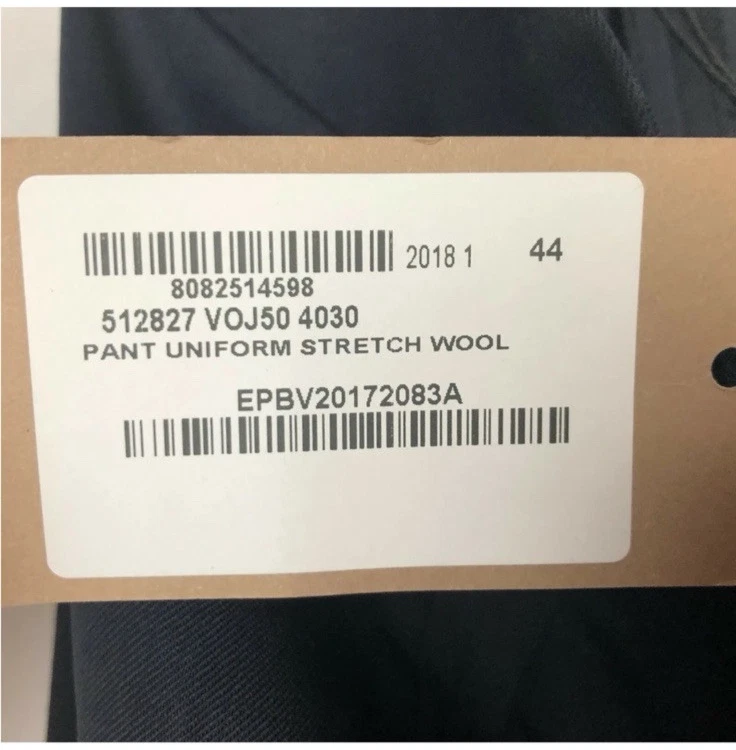 2018 1 44
8082514598
512827 VOJ50 4030
PANT UNIFORM STRETCH WOOL
EPBV20172083A